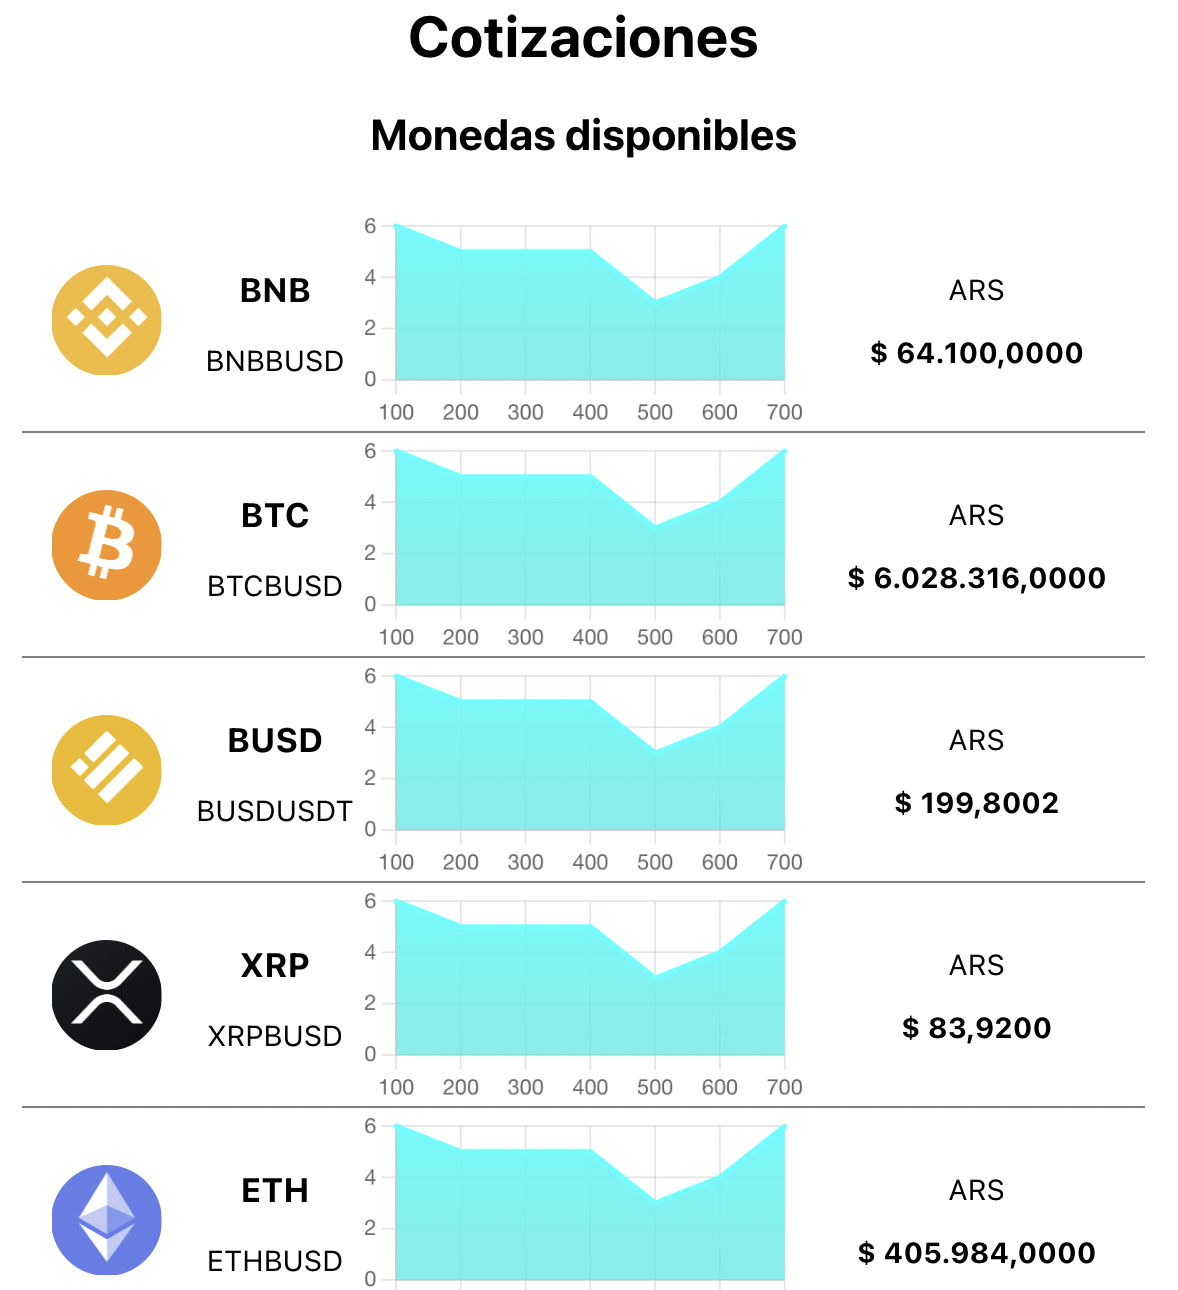 Cotizaciones
Monedas disponibles
BNB
BNBBUSD
6
4
2
0
100 200 300 400 500 600 700
ARS
$ 64.100,0000
BTC
BTCBUSD
6
4
2
0
100 200 300 400 500 600 700
ARS
$ 6.028.316,0000
BUSD
BUSDUSDT
6
4
2
0
100 200 300 400 500 600 700
ARS
$ 199,8002
XRP
XRPBUSD
6
4
2
0
100 200 300 400 500 600 700
ARS
$ 83,9200
ETH
ETHBUSD
6
4
2
0
ARS
$ 405.984,0000